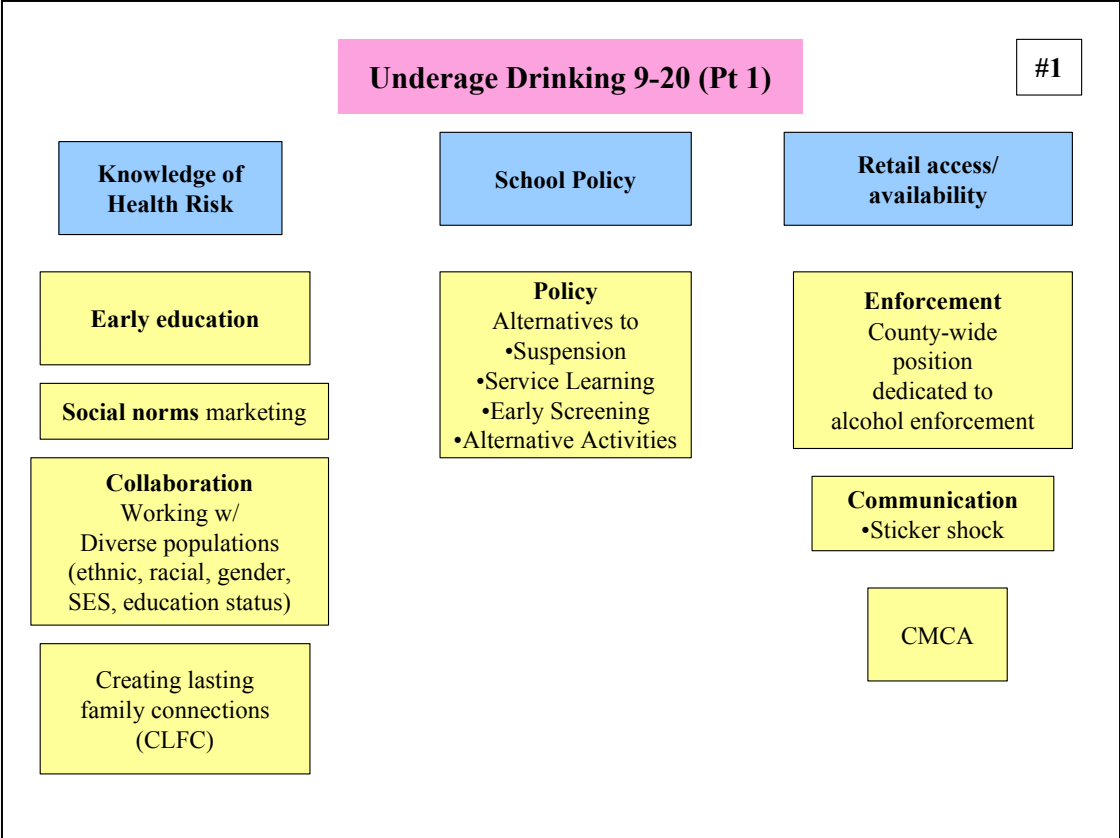 Underage Drinking 9-20 (Pt 1)
#1
Knowledge of
Health Risk
Early education
Social norms marketing
Collaboration
Working w/
Diverse populations
(ethnic, racial, gender,
SES, education status)
Creating lasting
family connections
(CLFC)
School Policy
Policy
Alternatives to
•Suspension
•Service Learning
•Early Screening
•Alternative Activities
Retail access/
availability
Enforcement
County-wide
position
dedicated to
alcohol enforcement
Communication
•Sticker shock
CMCA